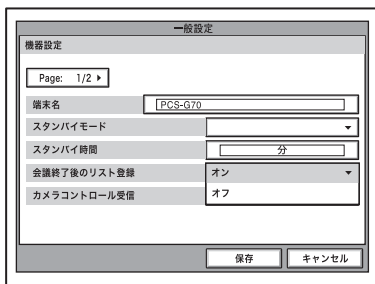 一般設定
機器設定
Page: 1/2
端末名 PCS-G70
スタンバイモード
スタンバイ時間 分
会議終了後のリスト登録 オン
カメラコントロール受信 オフ
保存 キャンセル